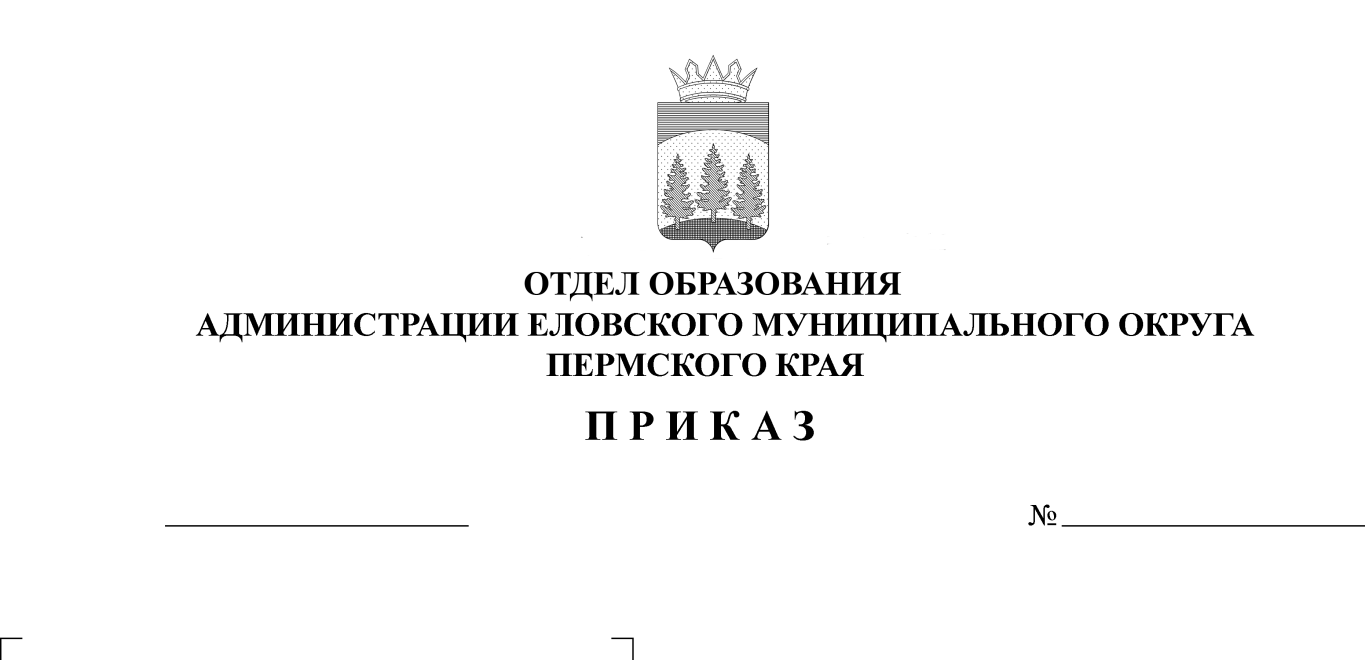 ОТДЕЛ ОБРАЗОВАНИЯ
АДМИНИСТРАЦИИ ЕЛОВСКОГО МУНИЦИПАЛЬНОГО ОКРУГА
ПЕРМСКОГО КРАЯ
П Р И К А З
№